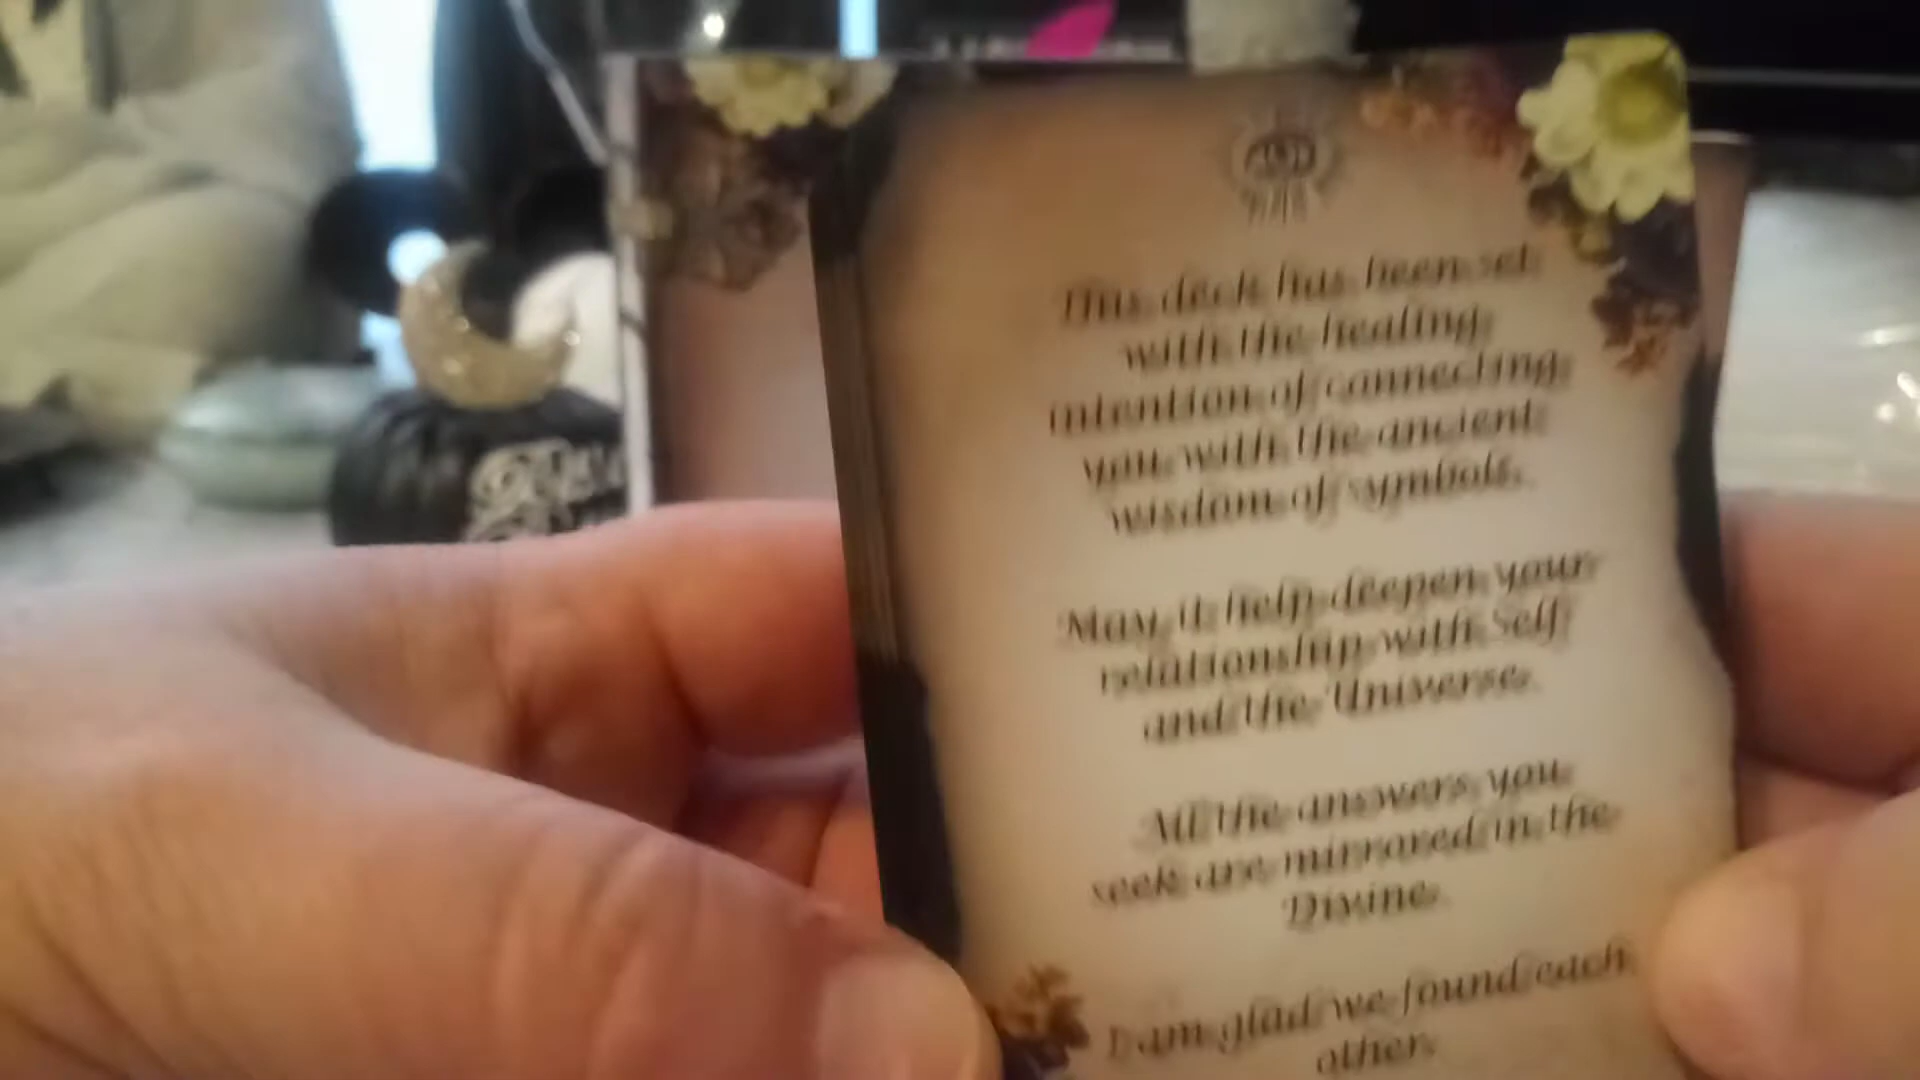 This deck has been set
with the healing
intention of connecting
you with the ancient
wisdom of symbols.
May it help deepen your
relationship with Self
and the Universe.
All the answers you
seek are mirrored in the
Divine.
I am glad we found each
other.